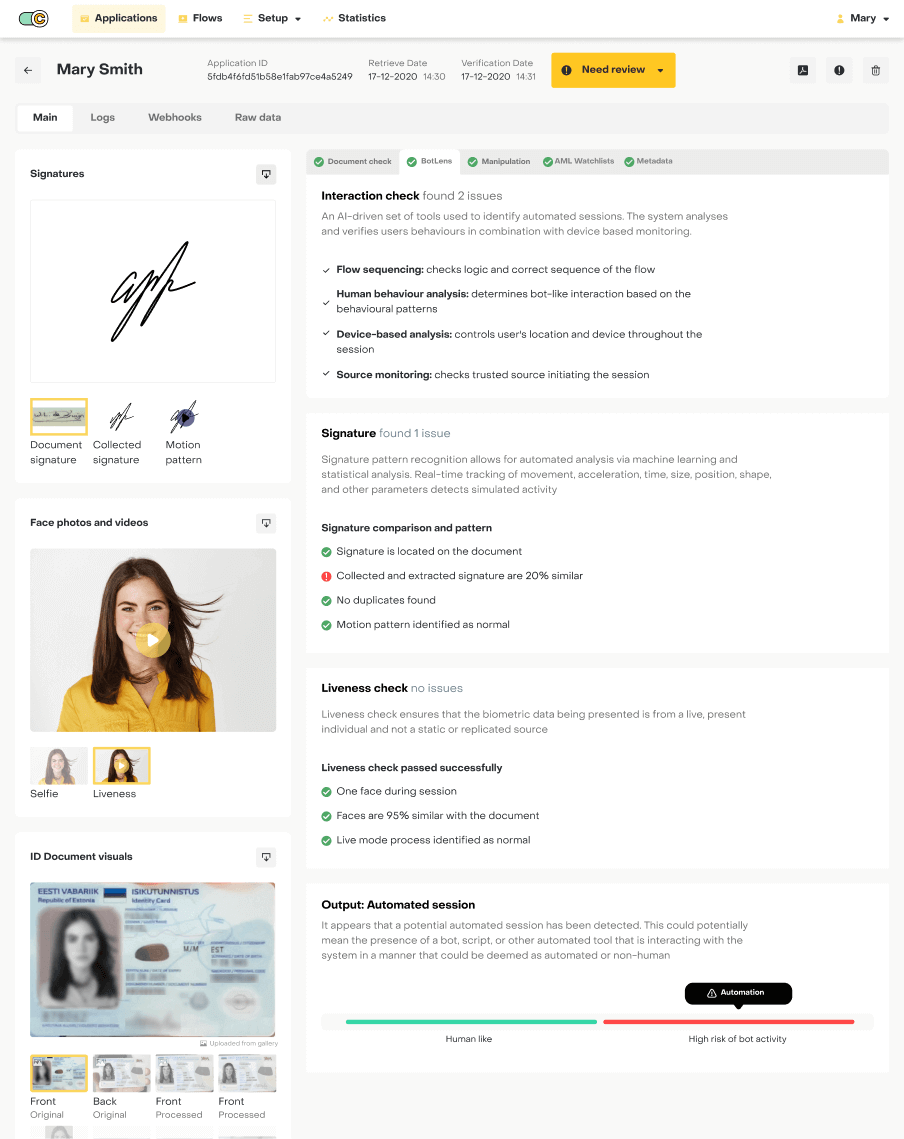 Applications
Flows
Setup
Statistics
Mary
Mary Smith
Application ID
5fdb4f6fd51b58e1fab97ce4a5249
Retrieve Date
17-12-2020 14:30
Verification Date
17-12-2020 14:31
Need review
Main
Logs
Webhooks
Raw data
Signatures
Document signature
Collected signature
Motion pattern
Face photos and videos
Selfie
Liveness
ID Document visuals
EESTI VABARIIK
ISIKUTUNNISTUS
Republic of Estonia
Identity Card
M/M EST
Uploaded from gallery
Front
Original
Back
Original
Front
Processed
Front
Processed
Document check
BotLens
Manipulation
AML Watchlists
Metadata
Interaction check found 2 issues
An AI-driven set of tools used to identify automated sessions. The system analyses
and verifies users behaviours in combination with device based monitoring.
Flow sequencing: checks logic and correct sequence of the flow
Human behaviour analysis: determines bot-like interaction based on the
behavioural patterns
Device-based analysis: controls user's location and device throughout the
session
Source monitoring: checks trusted source initiating the session
Signature found 1 issue
Signature pattern recognition allows for automated analysis via machine learning and
statistical analysis. Real-time tracking of movement, acceleration, time, size, position, shape,
and other parameters detects simulated activity
Signature comparison and pattern
Signature is located on the document
Collected and extracted signature are 20% similar
No duplicates found
Motion pattern identified as normal
Liveness check no issues
Liveness check ensures that the biometric data being presented is from a live, present
individual and not a static or replicated source
Liveness check passed successfully
One face during session
Faces are 95% similar with the document
Live mode process identified as normal
Output: Automated session
It appears that a potential automated session has been detected. This could potentially
mean the presence of a bot, script, or other automated tool that is interacting with the
system in a manner that could be deemed as automated or non-human
Automation
Human like
High risk of bot activity